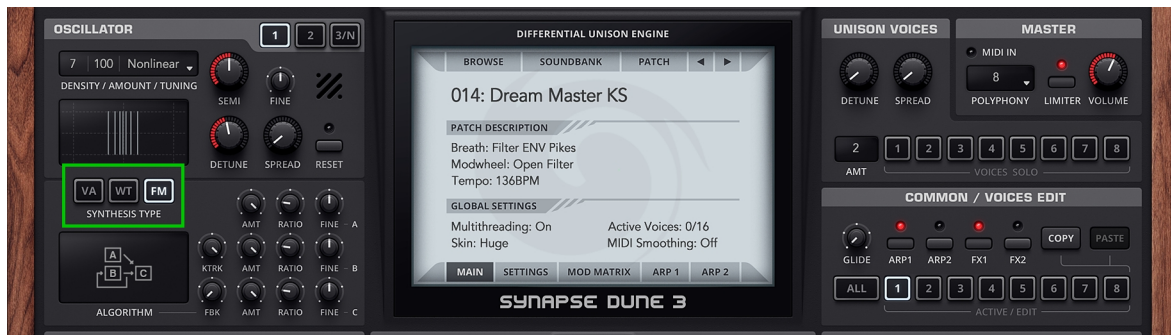 OSCILLATOR
1 2 3/N
7 100 Nonlinear
DENSITY / AMOUNT / TUNING
SEMI FINE
DETUNE SPREAD RESET
VA WT FM
SYNTHESIS TYPE
AMT RATIO FINE A
A
B C
KTRK AMT RATIO FINE B
ALGORITHM FBK AMT RATIO FINE C
DIFFERENTIAL UNISON ENGINE
BROWSE SOUNDBANK PATCH
014: Dream Master KS
PATCH DESCRIPTION
Breath: Filter ENV Pikes
Modwheel: Open Filter
Tempo: 136BPM
GLOBAL SETTINGS
Multithreading: On Active Voices: 0/16
Skin: Huge MIDI Smoothing: Off
MAIN SETTINGS MOD MATRIX ARP 1 ARP 2
SYNAPSE DUNE 3
UNISON VOICES
DETUNE SPREAD
MASTER
MIDI IN
8
POLYPHONY LIMITER VOLUME
2 1 2 3 4 5 6 7 8
AMT VOICES SOLO
COMMON / VOICES EDIT
GLIDE ARP1 ARP2 FX1 FX2 COPY PASTE
ALL 1 2 3 4 5 6 7 8
ACTIVE / EDIT